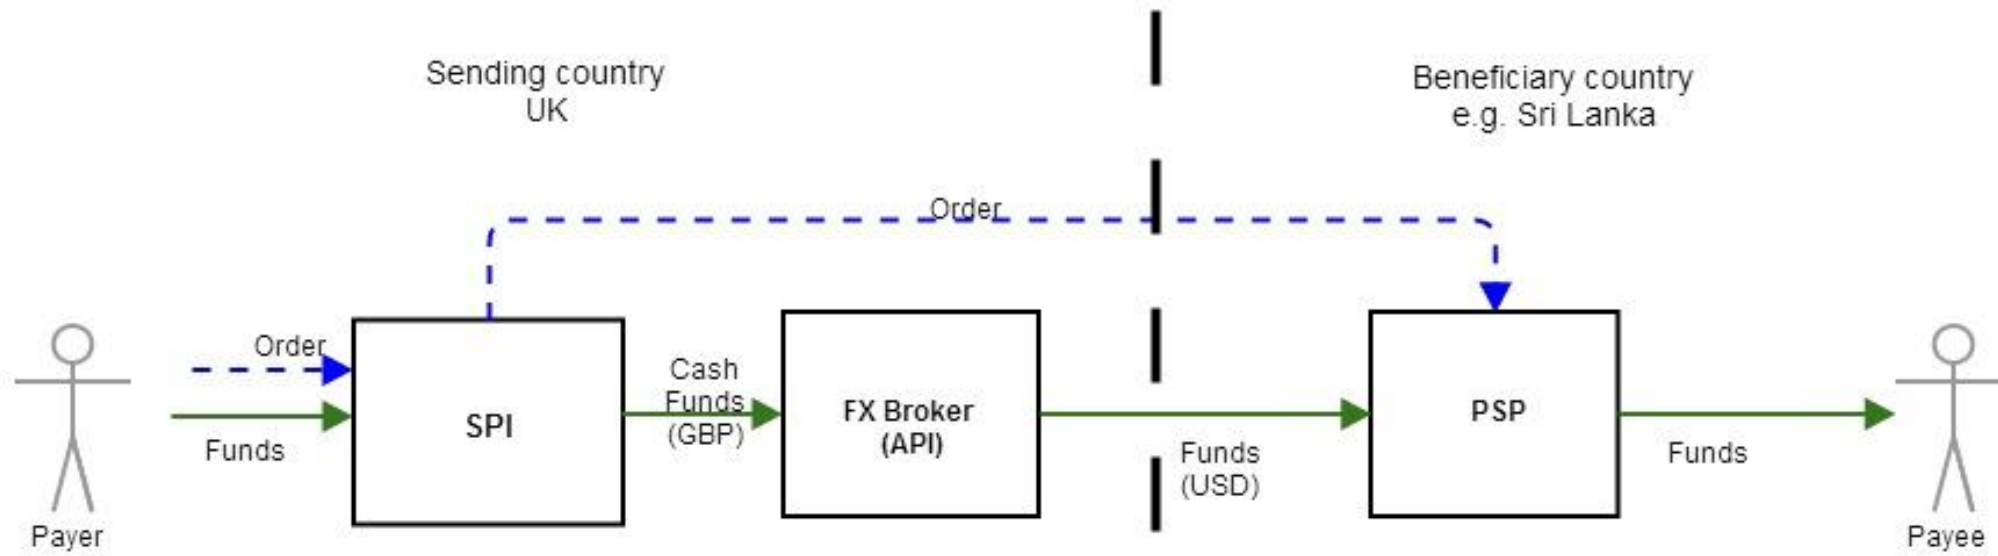 Sending country
UK
Beneficiary country
e.g. Sri Lanka
Order
Order
Funds
Payer
SPI
Cash
Funds
(GBP)
FX Broker
(API)
Funds
(USD)
PSP
Funds
Payee